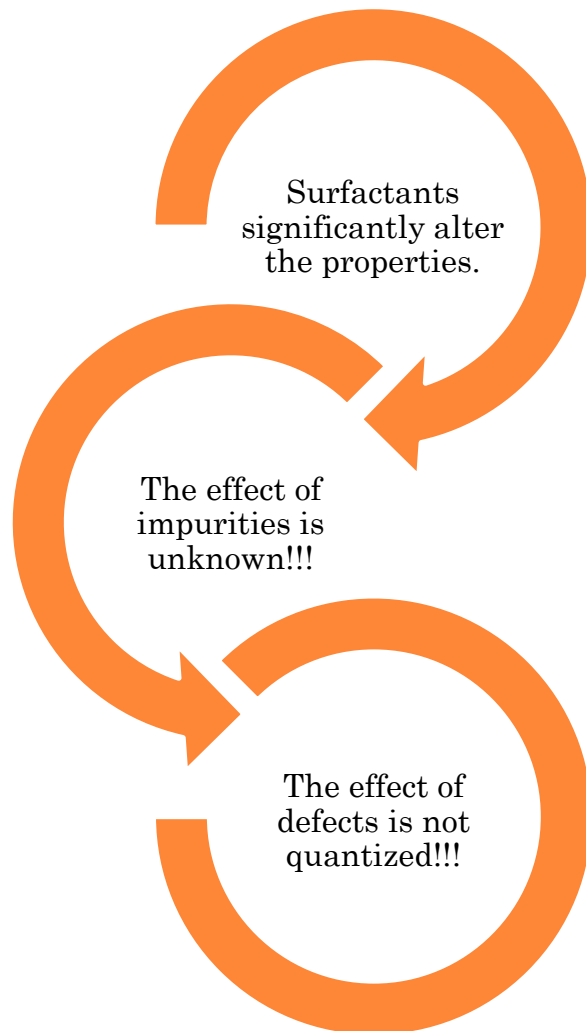 Surfactants
significantly alter
the properties.
The effect of
impurities is
unknown!!!
The effect of
defects is not
quantized!!!